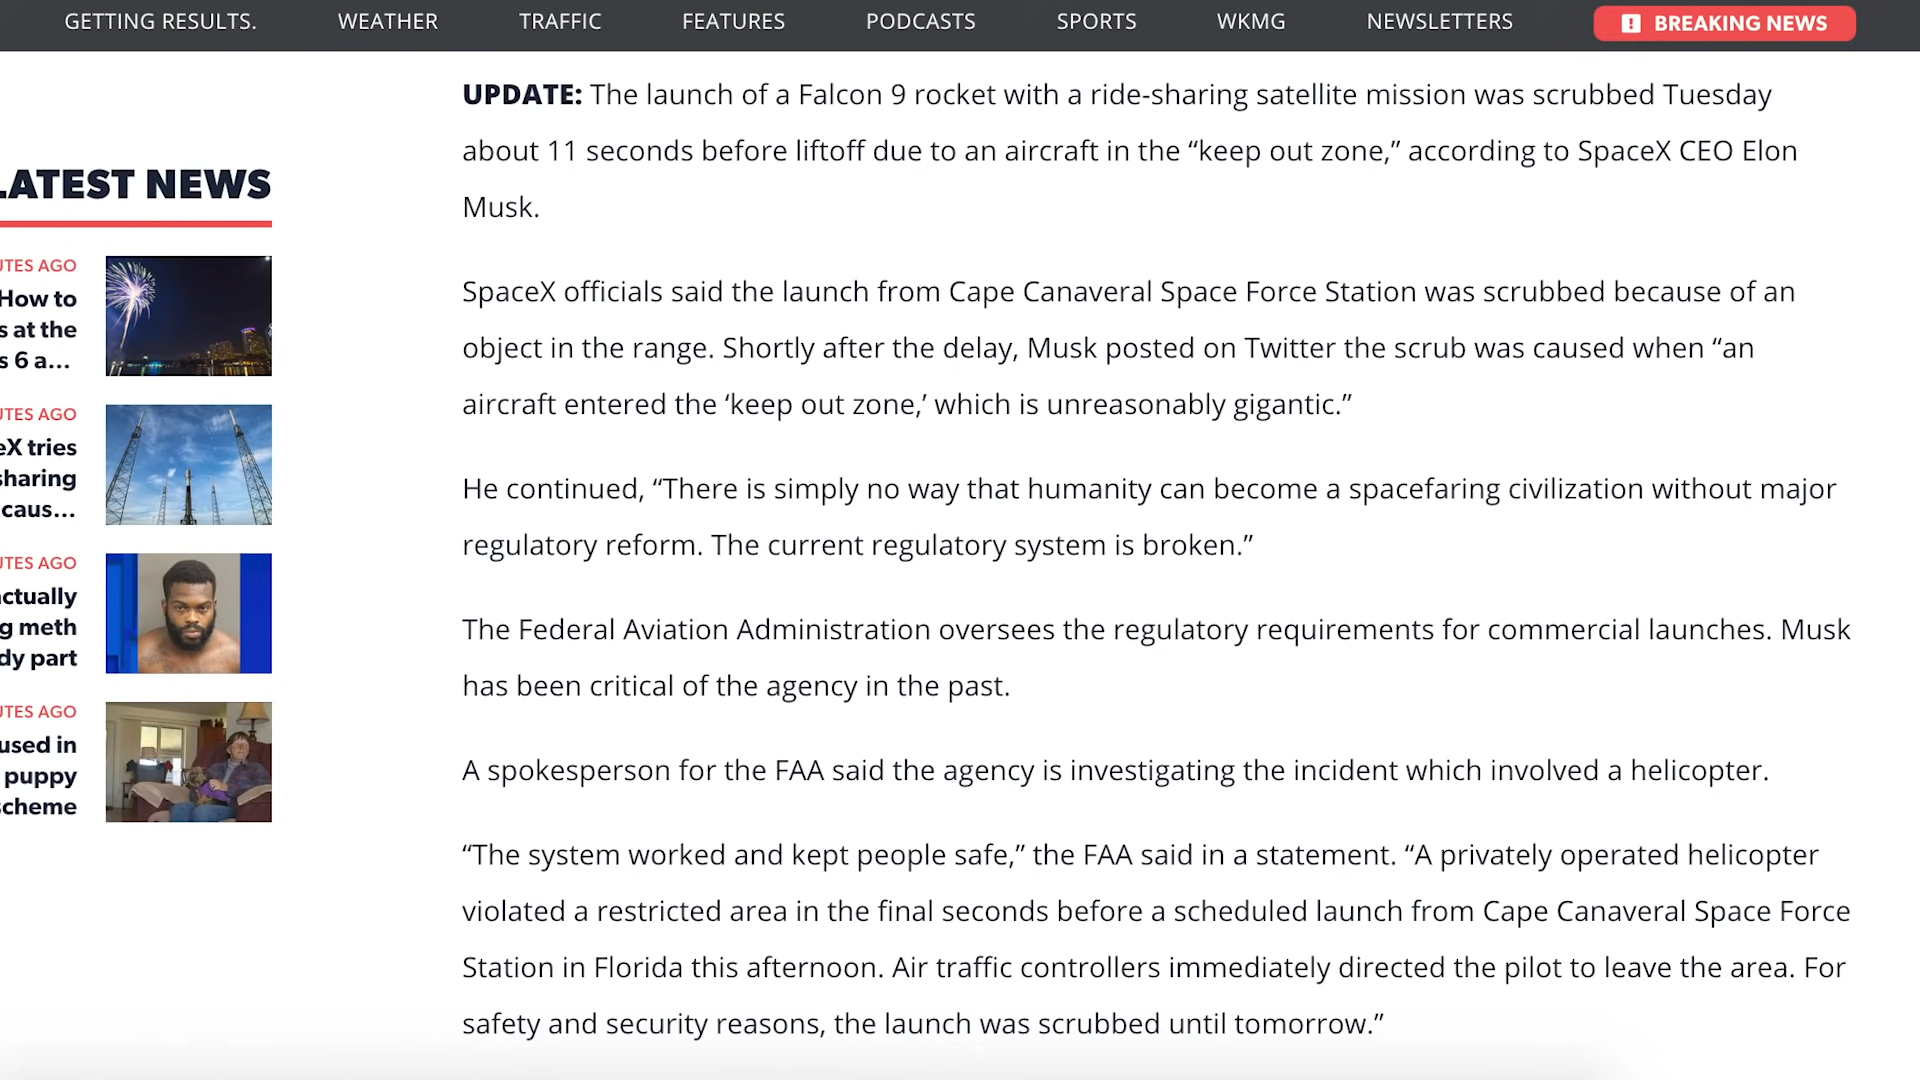 GETTING RESULTS.
WEATHER
TRAFFIC
FEATURES
PODCASTS
SPORTS
WKMG
NEWSLETTERS
BREAKING NEWS
LATEST NEWS
UTES AGO
How to
s at the
s 6 a...
UTES AGO
eX tries
sharing
caus...
UTES AGO
actually
g meth
dy part
UTES AGO
used in
puppy
scheme
UPDATE: The launch of a Falcon 9 rocket with a ride-sharing satellite mission was scrubbed Tuesday
about 11 seconds before liftoff due to an aircraft in the “keep out zone,” according to SpaceX CEO Elon
Musk.
SpaceX officials said the launch from Cape Canaveral Space Force Station was scrubbed because of an
object in the range. Shortly after the delay, Musk posted on Twitter the scrub was caused when “an
aircraft entered the ‘keep out zone,’ which is unreasonably gigantic.”
He continued, “There is simply no way that humanity can become a spacefaring civilization without major
regulatory reform. The current regulatory system is broken.”
The Federal Aviation Administration oversees the regulatory requirements for commercial launches. Musk
has been critical of the agency in the past.
A spokesperson for the FAA said the agency is investigating the incident which involved a helicopter.
“The system worked and kept people safe,” the FAA said in a statement. “A privately operated helicopter
violated a restricted area in the final seconds before a scheduled launch from Cape Canaveral Space Force
Station in Florida this afternoon. Air traffic controllers immediately directed the pilot to leave the area. For
safety and security reasons, the launch was scrubbed until tomorrow.”